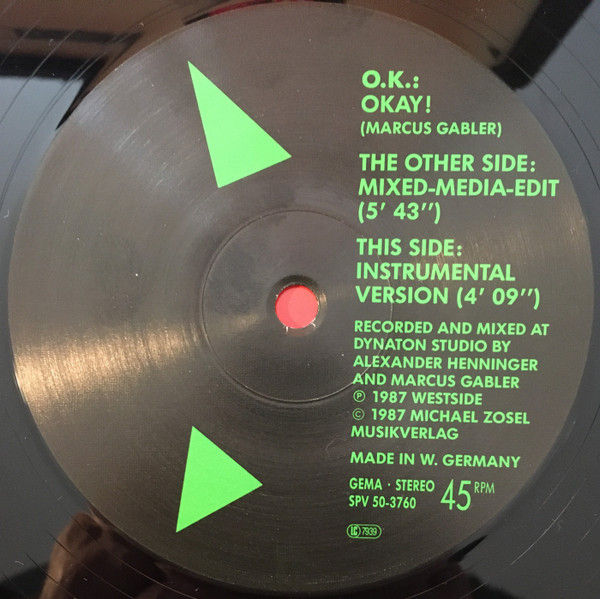 O.K.:
OKAY!
(MARCUS GABLER)
THE OTHER SIDE:
MIXED-MEDIA-EDIT
(5' 43'')
THIS SIDE:
INSTRUMENTAL
VERSION (4' 09'')
RECORDED AND MIXED AT
DYNATON STUDIO BY
ALEXANDER HENNINGER
AND MARCUS GABLER
℗ 1987 WESTSIDE
© 1987 MICHAEL ZOSEL
MUSIKVERLAG
MADE IN W. GERMANY
GEMA · STEREO 45 RPM
SPV 50-3760
LC 7939